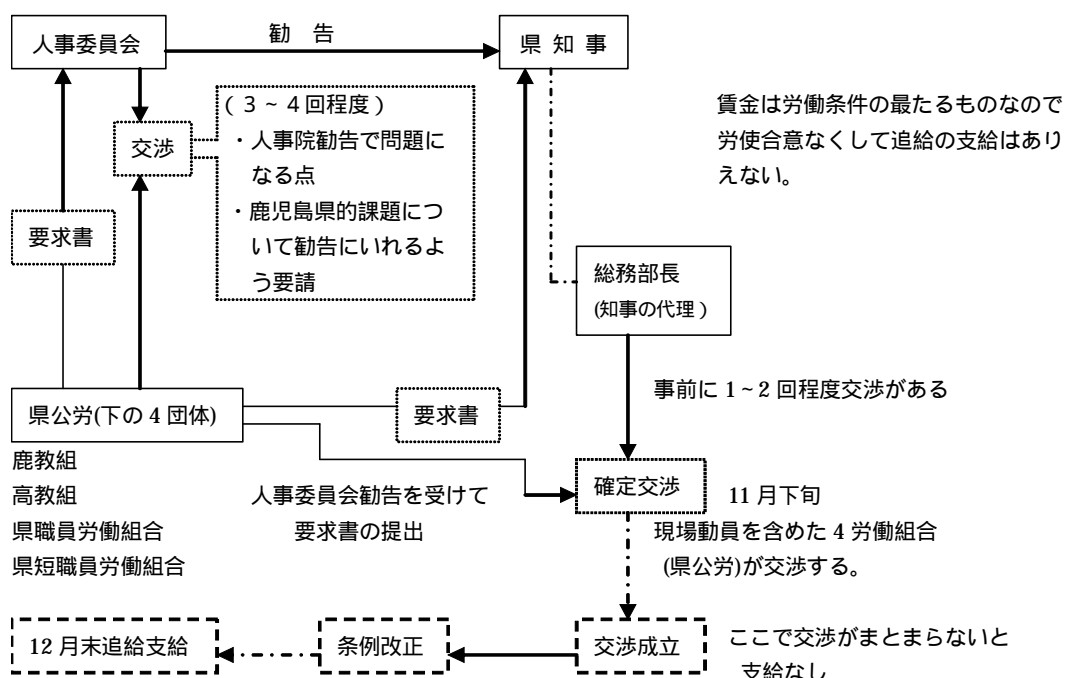 人事委員会
勧 告
県 知 事
(3~4回程度)
・人事院勧告で問題に
なる点
・鹿児島県的課題につ
いて勧告にいれるよ
う要請
交渉
賃金は労働条件の最たるものなので
労使合意なくして追給の支給はあり
えない。
要求書
総務部長
(知事の代理)
県公労(下の4団体)
要求書
事前に1~2回程度交渉がある
鹿教組
高教組
県職員労働組合
県短職員労働組合
人事委員会勧告を受けて
要求書の提出
確定交渉
11月下旬
現場動員を含めた4労働組合
(県公労)が交渉する。
12月末追給支給
条例改正
交渉成立
ここで交渉がまとまらないと
支給なし